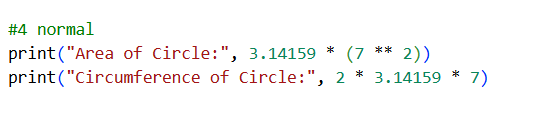 #4 normal
print("Area of Circle:", 3.14159 * (7 ** 2))
print("Circumference of Circle:", 2 * 3.14159 * 7)